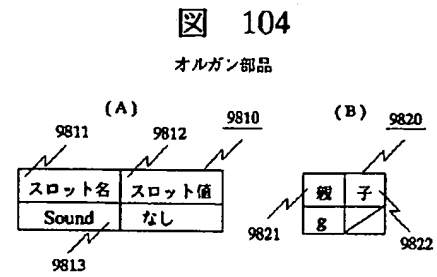 図 104
オルガン部品
(A)
(B)
9811
9812
9810
9820
スロット名 スロット値
Sound なし
9813
親 子
g
9821
9822